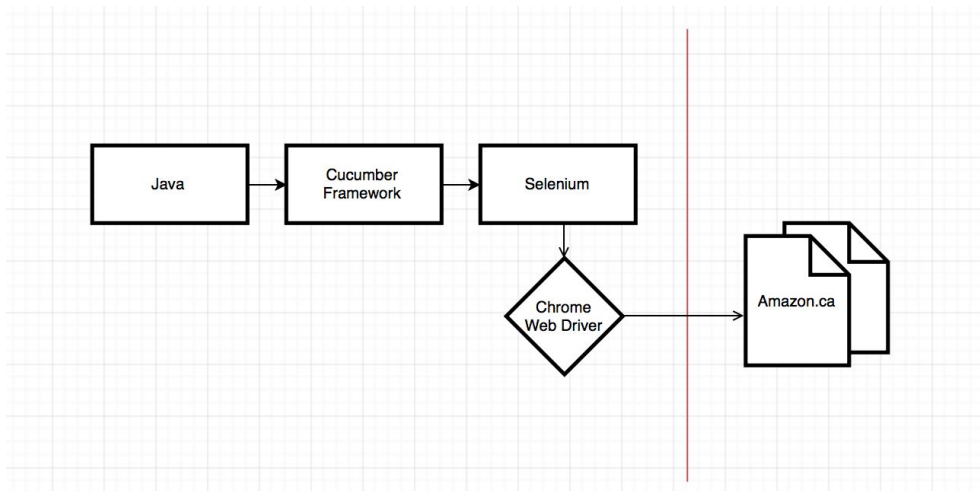 Java
Cucumber
Framework
Selenium
Chrome
Web Driver
Amazon.ca